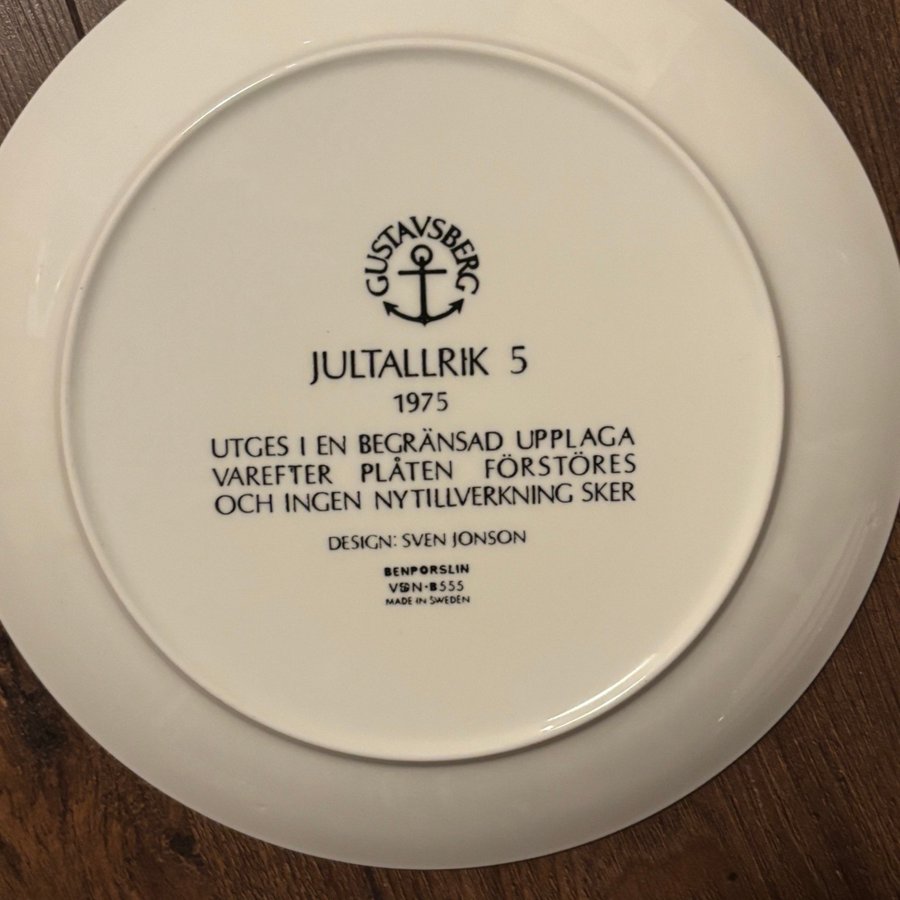 GUSTAVSBERG
JULTALLRIK 5
1975
UTGES I EN BEGRÄNSAD UPPLAGA
VAREFTER PLÅTEN FÖRSTÖRES
OCH INGEN NYTILLVERKNING SKER
DESIGN: SVEN JONSON
BENPORSLIN
MADE IN SWEDEN